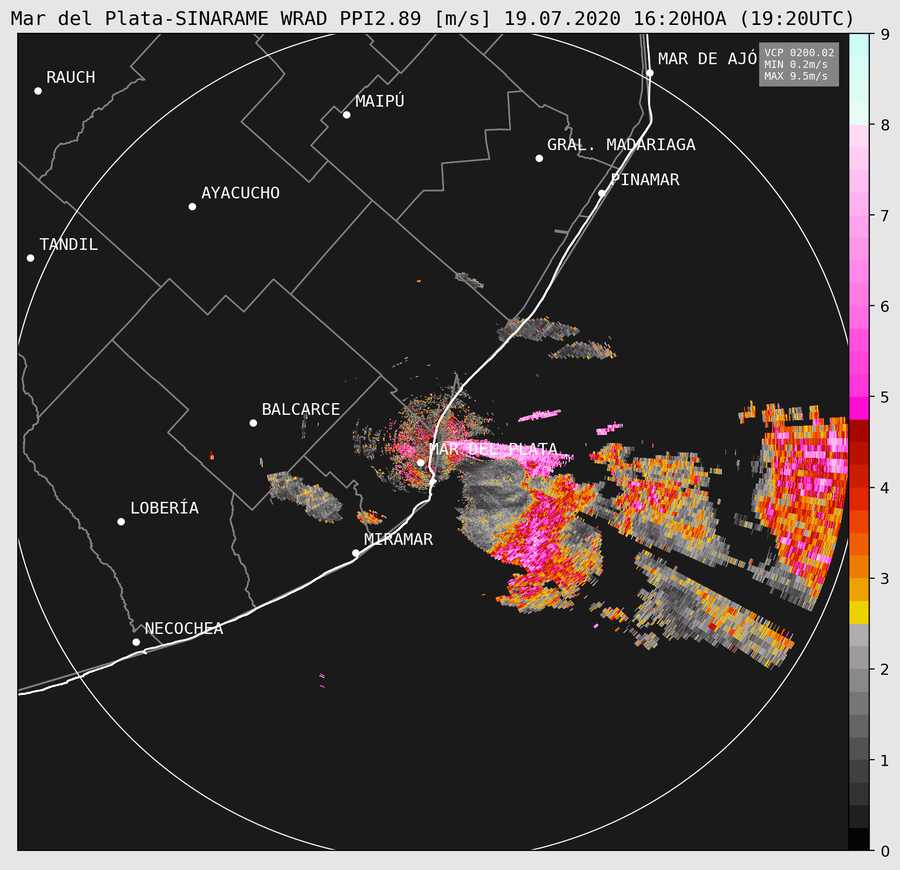 Mar del Plata-SINARAME WRAD PPI2.89 [m/s] 19.07.2020 16:20HOA (19:20UTC)
9
MAR DE AJÓ
VCP 0200.02
MIN 0.2m/s
MAX 9.5m/s
RAUCH
MAIPÚ
8
GRAL. MADARIAGA
PINAMAR
AYACUCHO
7
TANDIL
6
5
BALCARCE
MAR DEL PLATA
4
LOBERÍA
MIRAMAR
3
NECOCHEA
2
1
0